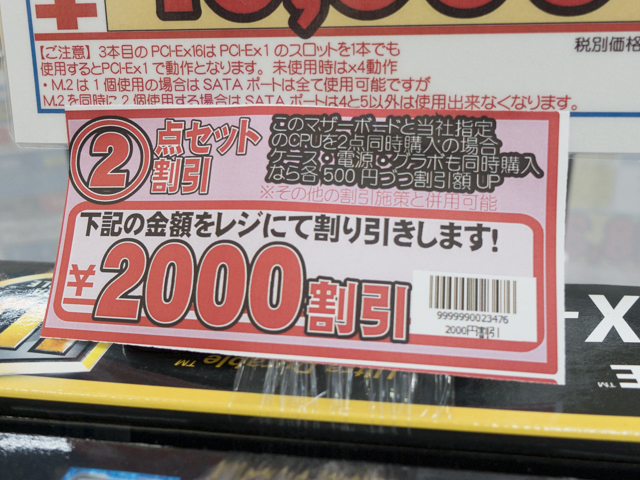 税別価格
【ご注意】3本目のPCI-Ex16はPCI-Ex1のスロットを1本でも
使用するとPCI-Ex1で動作となります。未使用時はx4動作
・M.2は1個使用の場合はSATAポートは全て使用可能ですが
M.2を同時に2個使用する場合はSATAポートは4と5以外は使用出来なくなります。
②点セット
割引
このマザーボードと当社指定
のCPUを2点同時購入の場合
ケース・電源・グラボも同時購入
なら各500円づつ割引額UP
※その他の割引施策と併用可能
下記の金額をレジにて割り引きします!
¥2000割引
9999990023476
2000円割引
Ultra Durable™